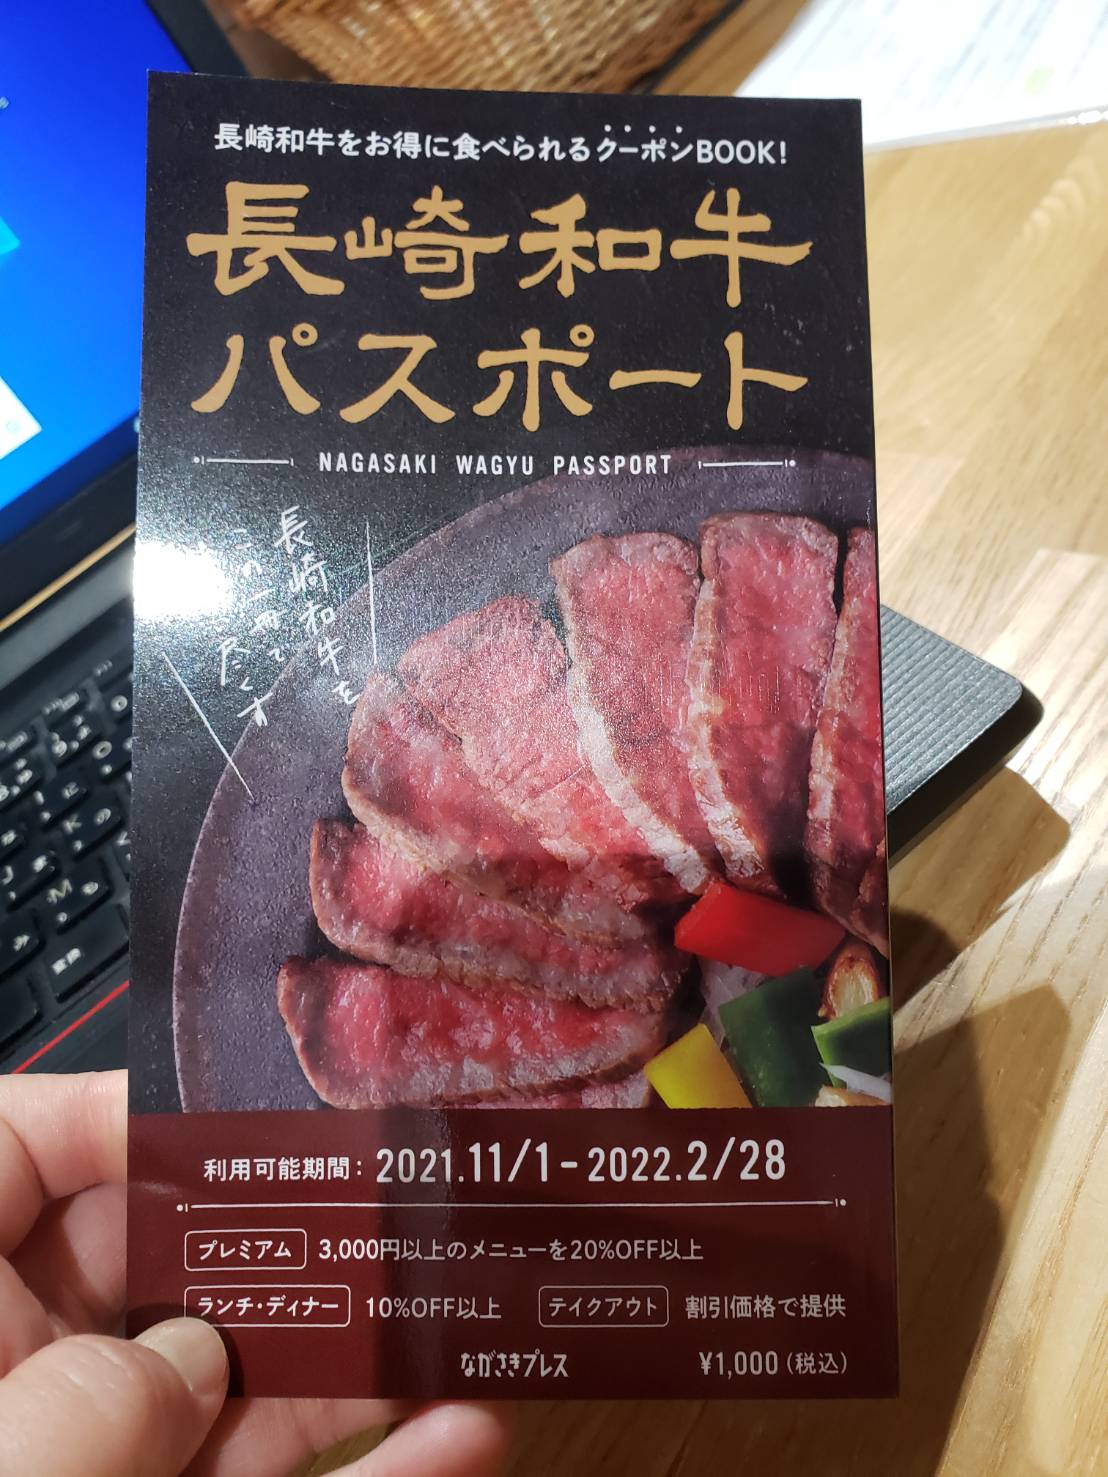 長崎和牛をお得に食べられるクーポンBOOK!
長崎和牛
パスポート
NAGASAKI WAGYU PASSPORT
長崎和牛を
この一冊で
尽くす
利用可能期間：2021.11/1-2022.2/28
プレミアム 3,000円以上のメニューを20%OFF以上
ランチ・ディナー 10%OFF以上 テイクアウト 割引価格で提供
ながさきプレス ¥1,000(税込)